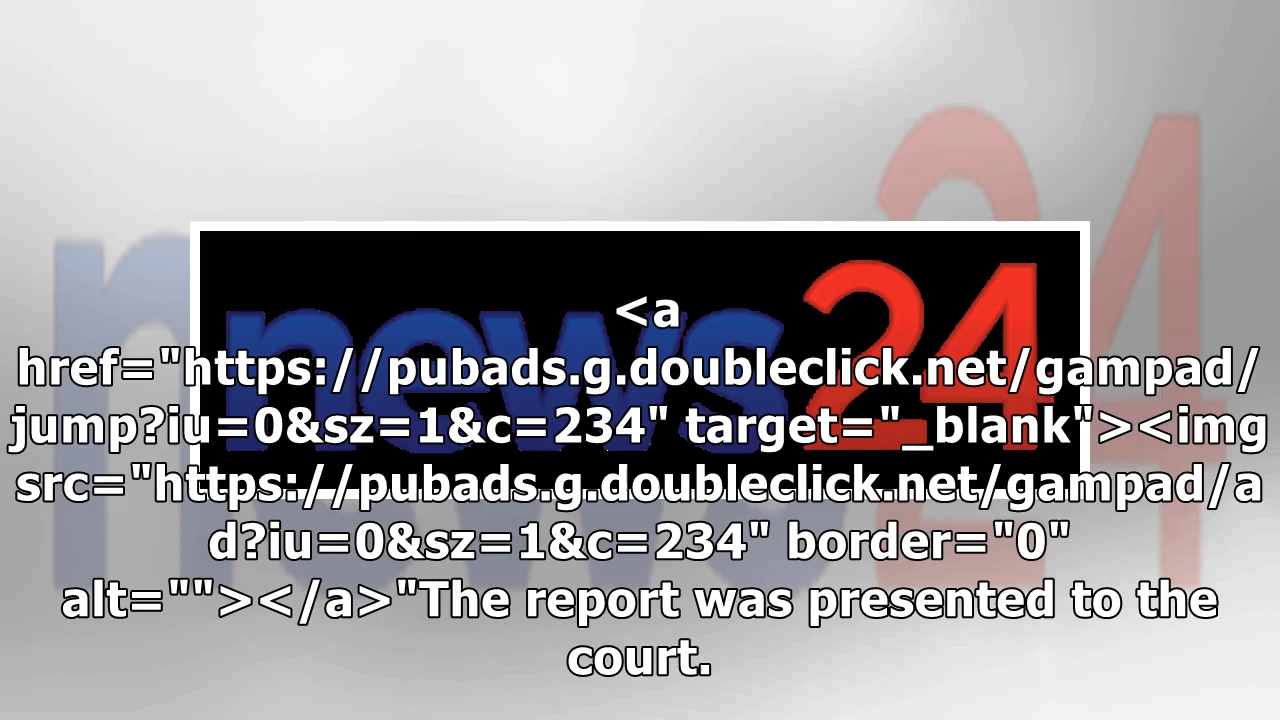 news24
<a
href="https://pubads.g.doubleclick.net/gampad/
jump?iu=0&sz=1&c=234" target="_blank"><img
src="https://pubads.g.doubleclick.net/gampad/a
d?iu=0&sz=1&c=234" border="0"
alt=""></a>"The report was presented to the
court.